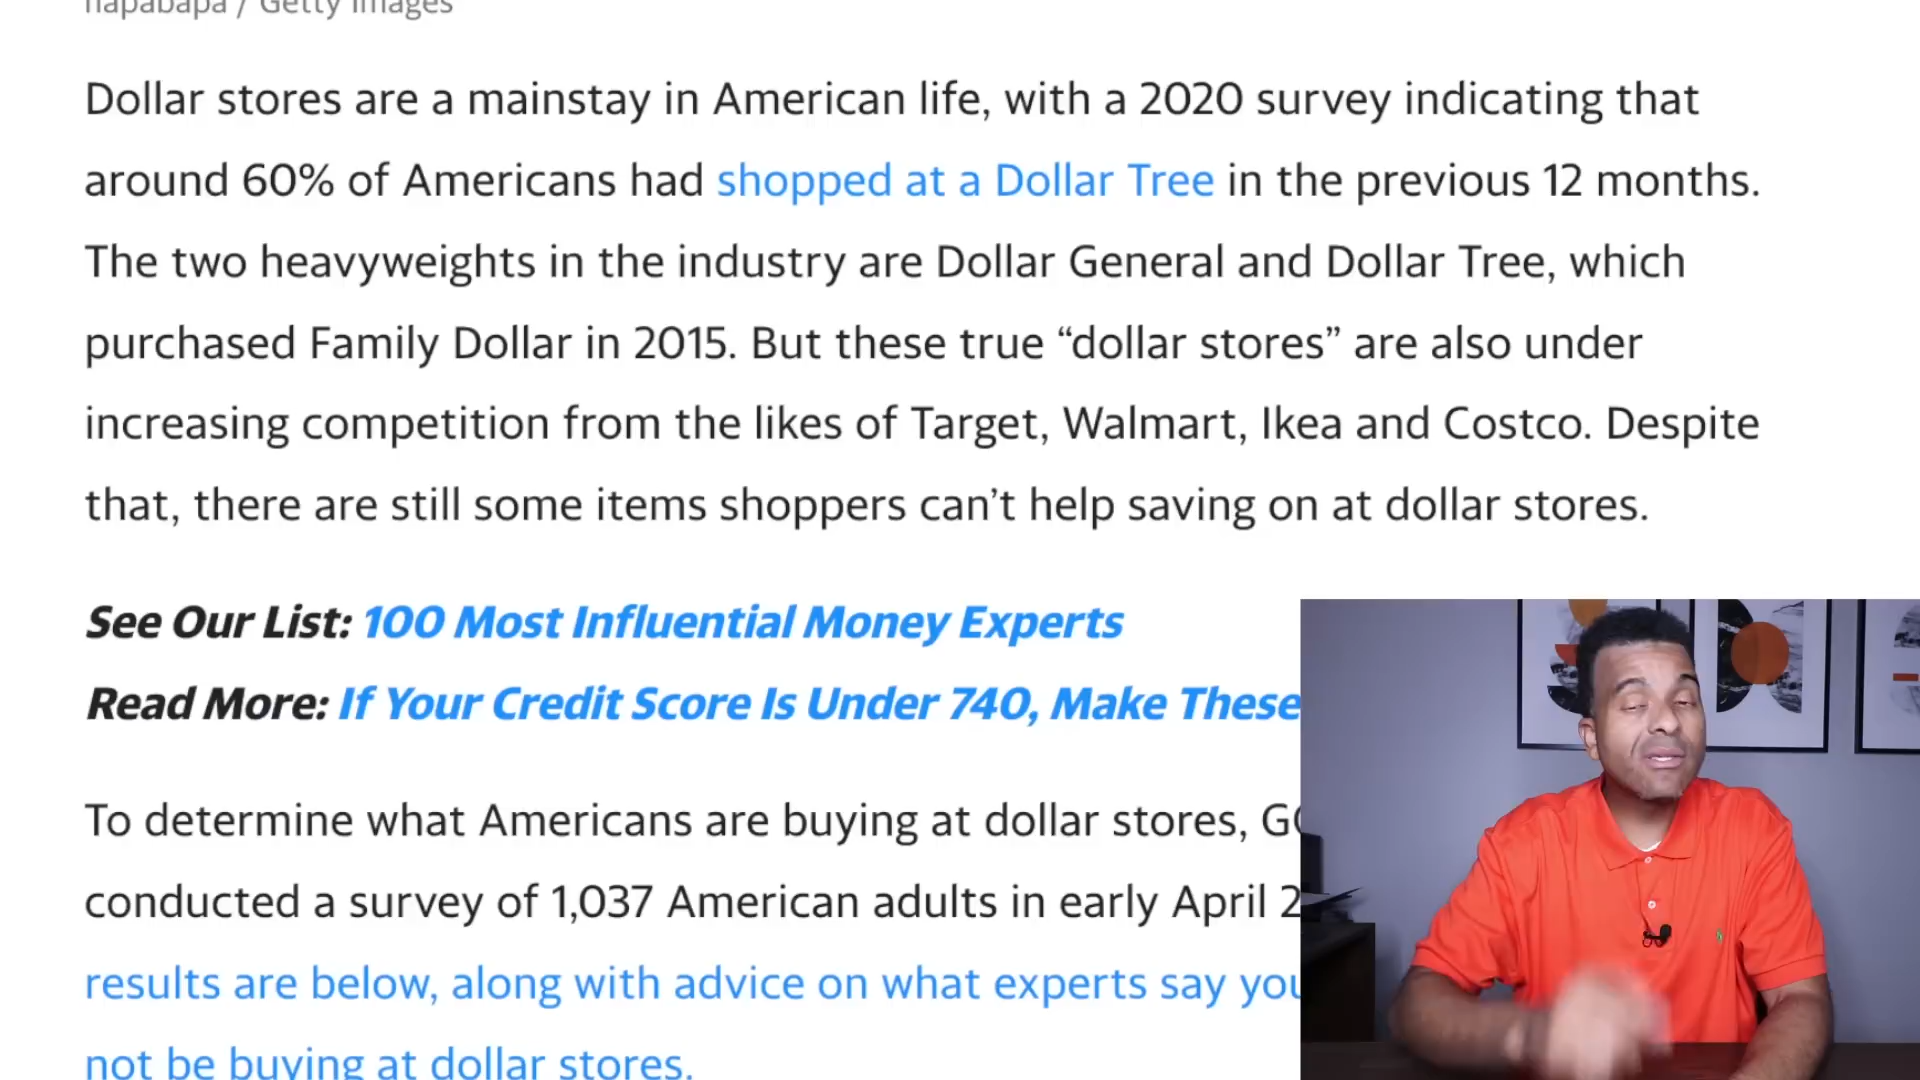 napabapa / Getty Images
Dollar stores are a mainstay in American life, with a 2020 survey indicating that
around 60% of Americans had shopped at a Dollar Tree in the previous 12 months.
The two heavyweights in the industry are Dollar General and Dollar Tree, which
purchased Family Dollar in 2015. But these true “dollar stores” are also under
increasing competition from the likes of Target, Walmart, Ikea and Costco. Despite
that, there are still some items shoppers can’t help saving on at dollar stores.
See Our List: 100 Most Influential Money Experts
Read More: If Your Credit Score Is Under 740, Make These
To determine what Americans are buying at dollar stores,
conducted a survey of 1,037 American adults in early April
results are below, along with advice on what experts say you
not be buying at dollar stores.